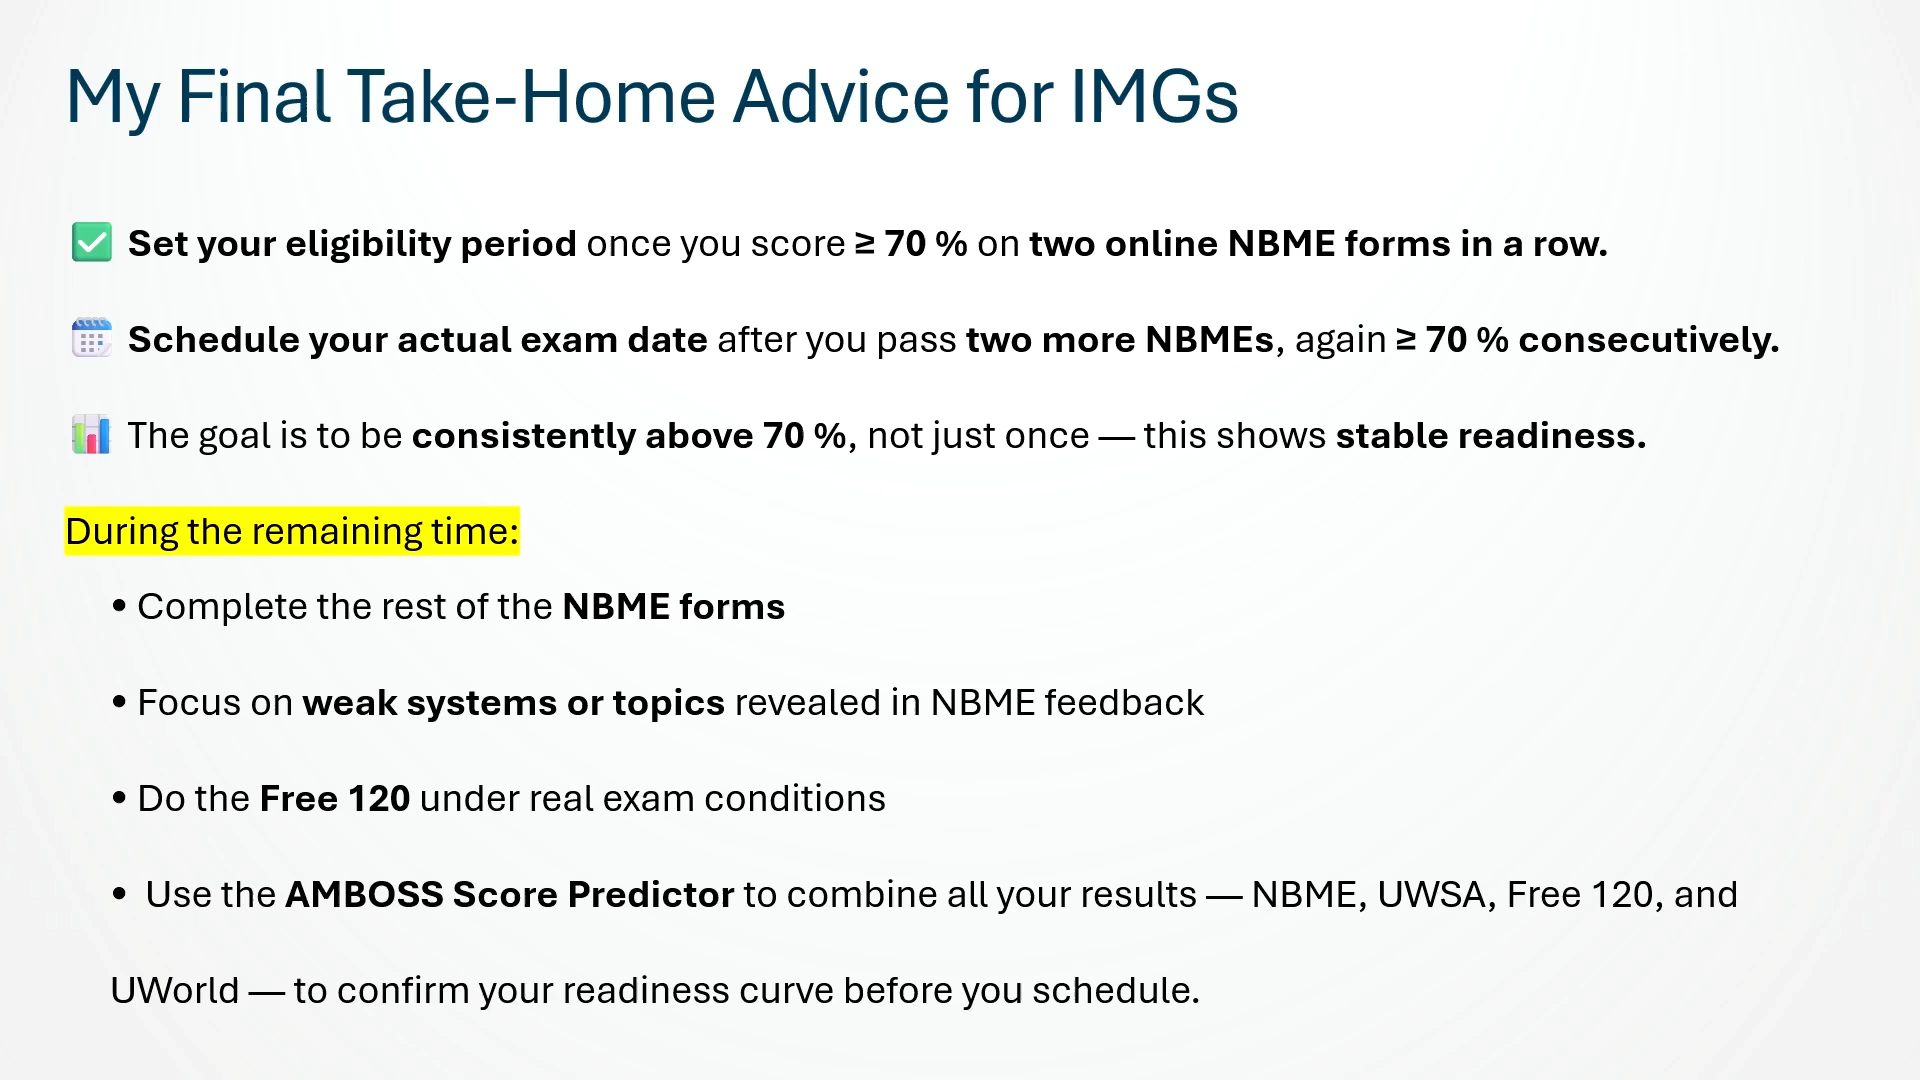 My Final Take-Home Advice for IMGs
✅ Set your eligibility period once you score ≥ 70 % on two online NBME forms in a row.
🗓️ Schedule your actual exam date after you pass two more NBMEs, again ≥ 70 % consecutively.
📊 The goal is to be consistently above 70 %, not just once — this shows stable readiness.
During the remaining time:
• Complete the rest of the NBME forms
• Focus on weak systems or topics revealed in NBME feedback
• Do the Free 120 under real exam conditions
• Use the AMBOSS Score Predictor to combine all your results — NBME, UWSA, Free 120, and
UWorld — to confirm your readiness curve before you schedule.